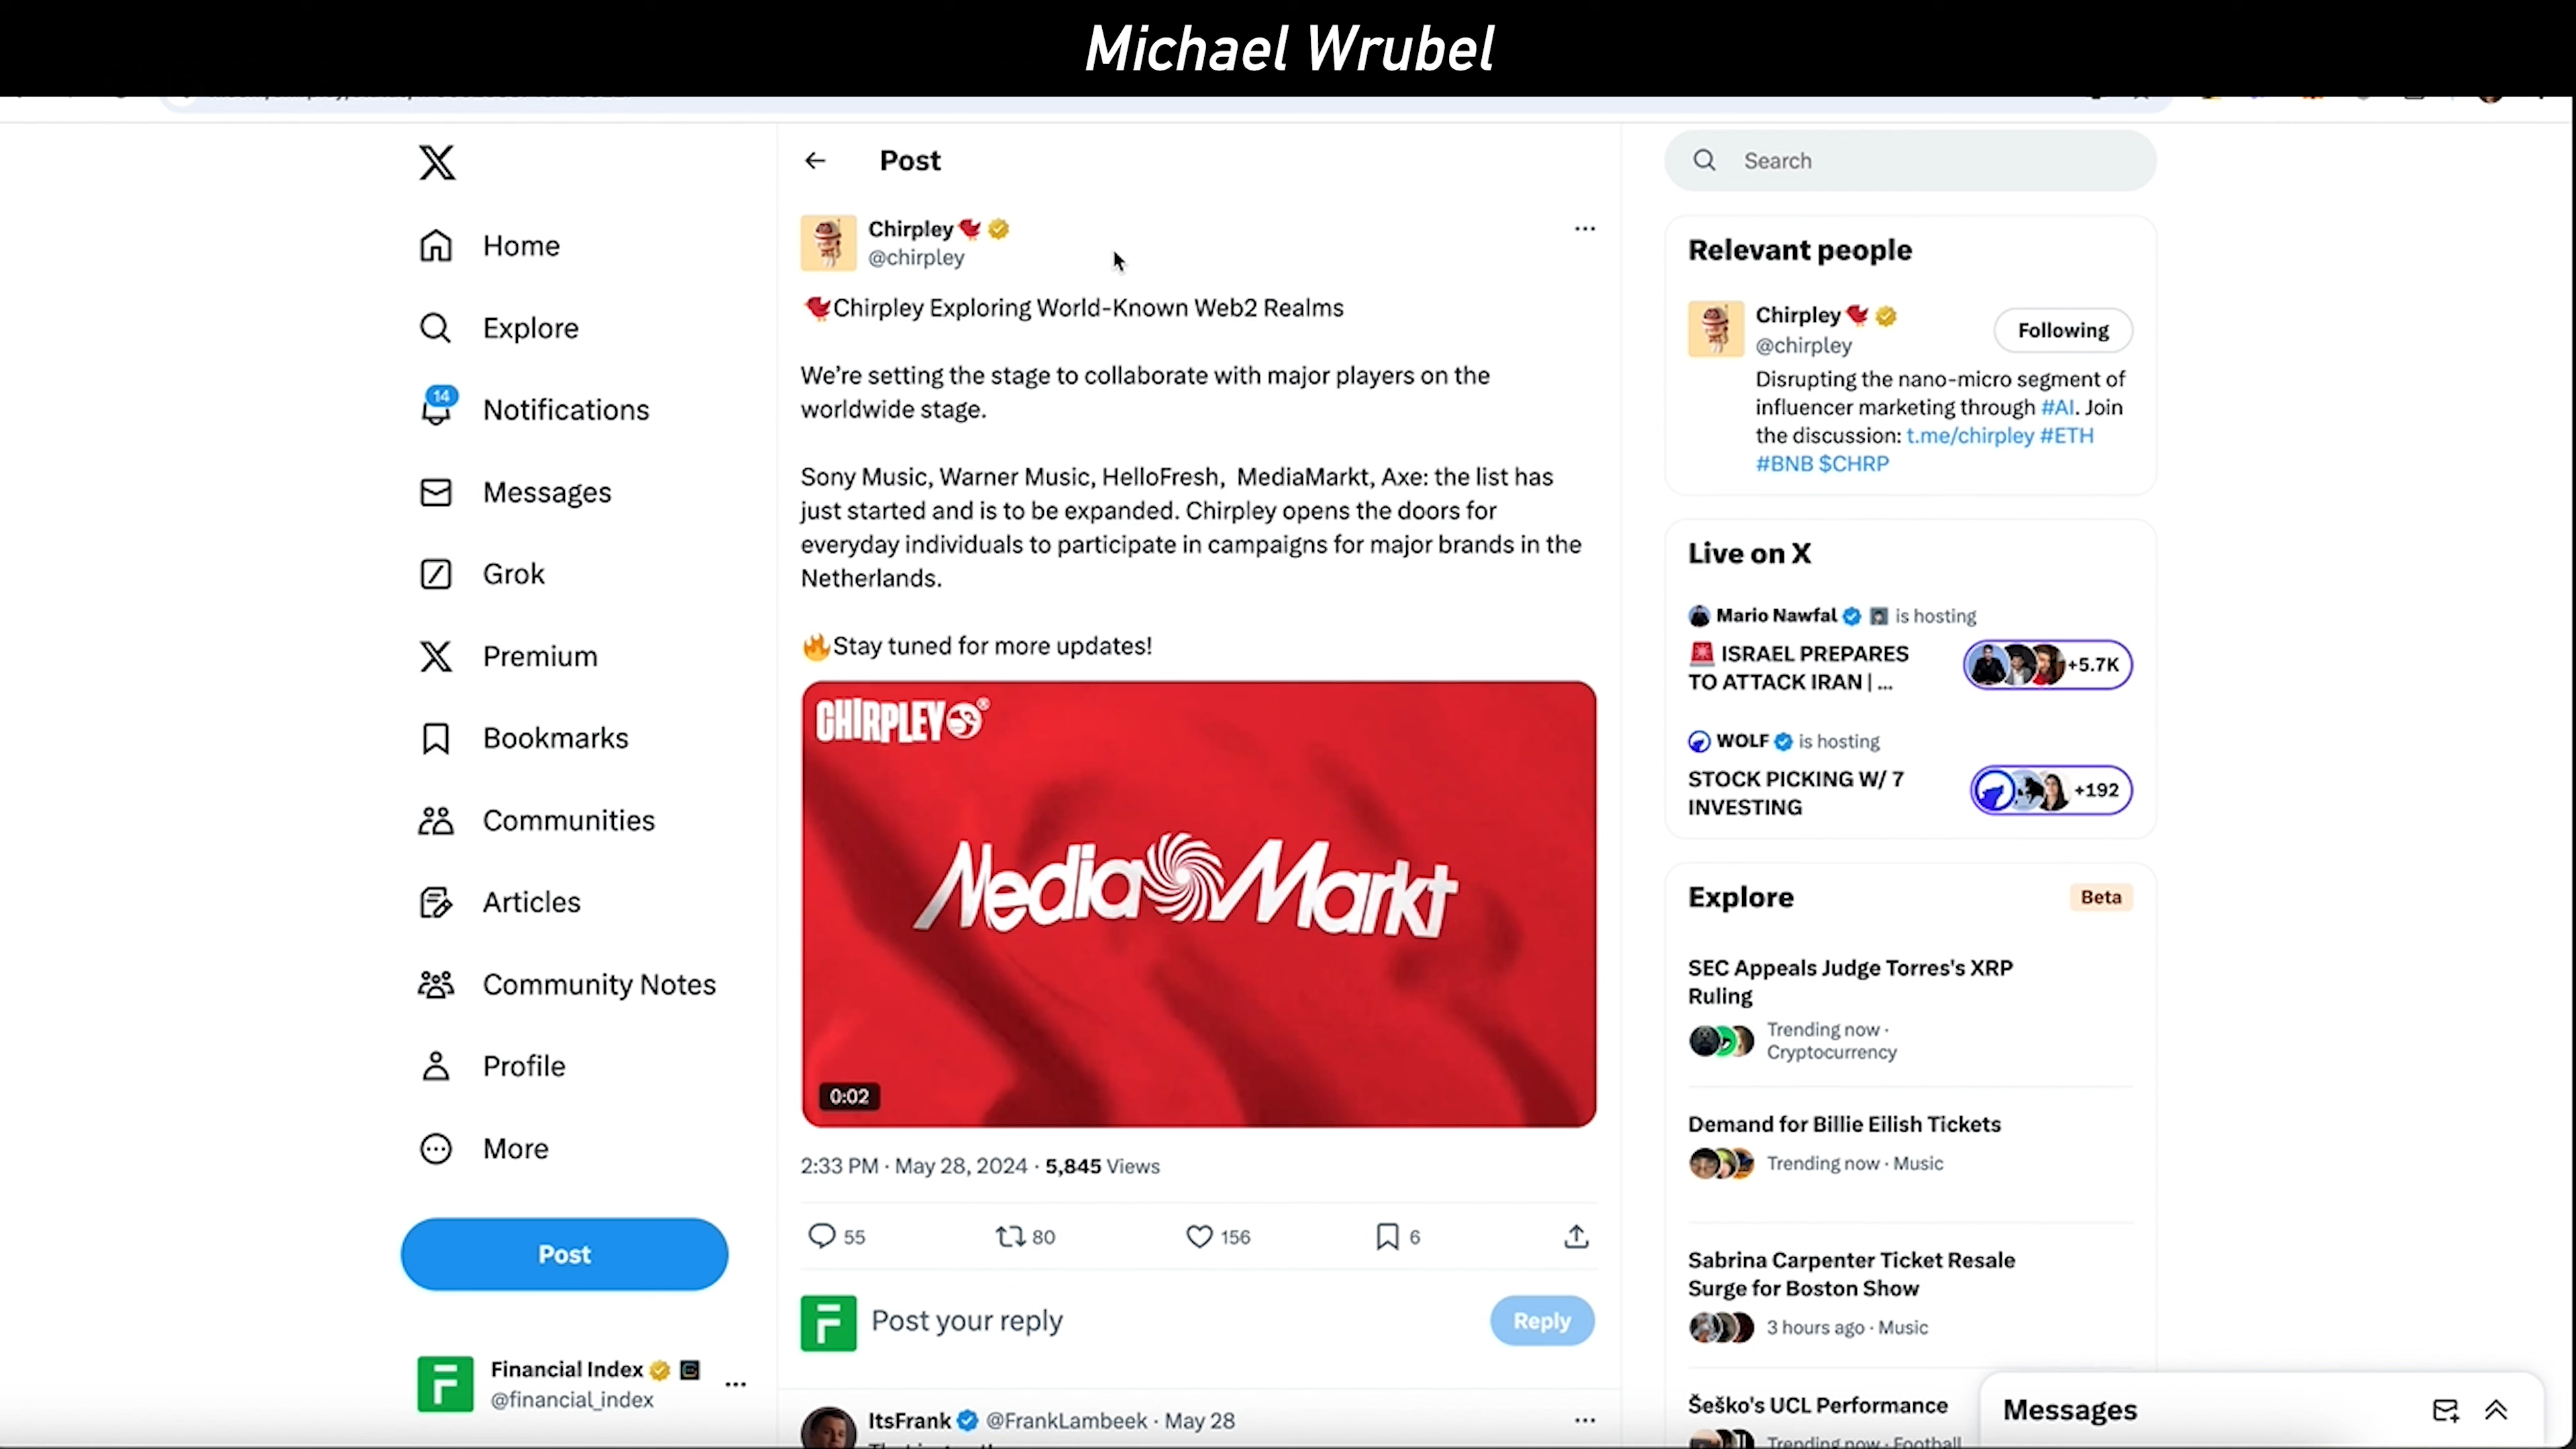 Michael Wrubel
Post
Search
Home
Explore
14
Notifications
Messages
Grok
Premium
Bookmarks
Communities
Articles
Community Notes
Profile
More
Post
Financial Index
@financial_index
Chirpley
@chirpley
Chirpley Exploring World-Known Web2 Realms
We're setting the stage to collaborate with major players on the
worldwide stage.
Sony Music, Warner Music, HelloFresh,  MediaMarkt, Axe: the list has
just started and is to be expanded. Chirpley opens the doors for
everyday individuals to participate in campaigns for major brands in the
Netherlands.
🔥Stay tuned for more updates!
CHIRPLEY®
MediaMarkt
0:02
2:33 PM · May 28, 2024 · 5,845 Views
55 80 156 6
Post your reply
Reply
ItsFrank @FrankLambeek · May 28
Relevant people
Chirpley
@chirpley
Following
Disrupting the nano-micro segment of
influencer marketing through #AI. Join
the discussion: t.me/chirpley #ETH
#BNB $CHRP
Live on X
Mario Nawfal is hosting
🚨 ISRAEL PREPARES
TO ATTACK IRAN | ...
+5.7K
WOLF is hosting
STOCK PICKING W/ 7
INVESTING
+192
Explore
Beta
SEC Appeals Judge Torres's XRP
Ruling
Trending now ·
Cryptocurrency
Demand for Billie Eilish Tickets
Trending now · Music
Sabrina Carpenter Ticket Resale
Surge for Boston Show
3 hours ago · Music
Šeško's UCL Performance
Trending now · Football
Messages